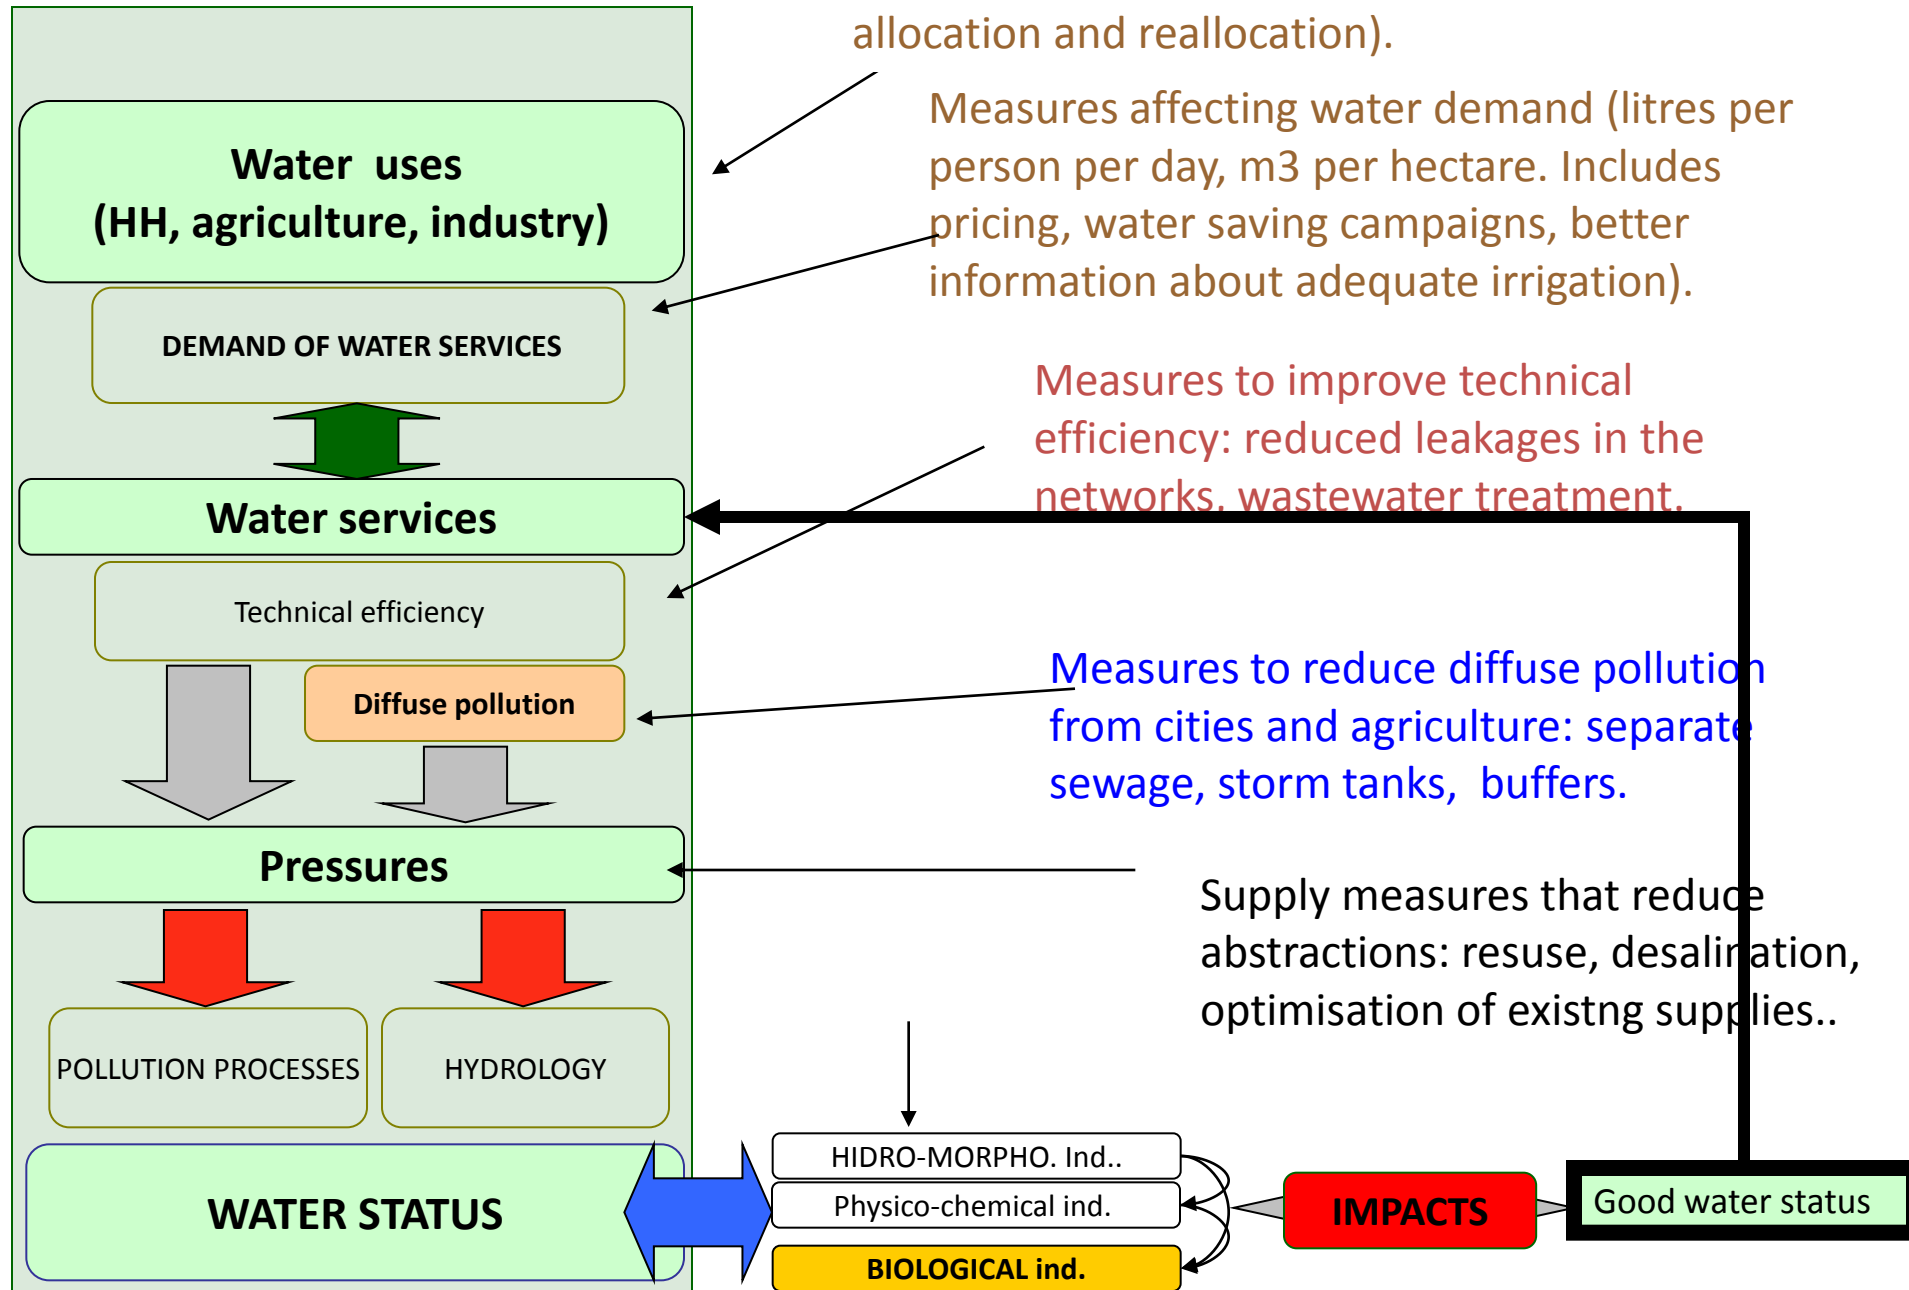 allocation and reallocation).
Water uses
(HH, agriculture, industry)
Measures affecting water demand (litres per
person per day, m3 per hectare. Includes
pricing, water saving campaigns, better
information about adequate irrigation).
DEMAND OF WATER SERVICES
Measures to improve technical
efficiency: reduced leakages in the
networks, wastewater treatment.
Water services
Technical efficiency
Diffuse pollution
Measures to reduce diffuse pollution
from cities and agriculture: separate
sewage, storm tanks, buffers.
Pressures
Supply measures that reduce
abstractions: resuse, desalination,
optimisation of existng supplies..
POLLUTION PROCESSES
HYDROLOGY
WATER STATUS
HIDRO-MORPHO. Ind..
Physico-chemical ind.
BIOLOGICAL ind.
IMPACTS
Good water status